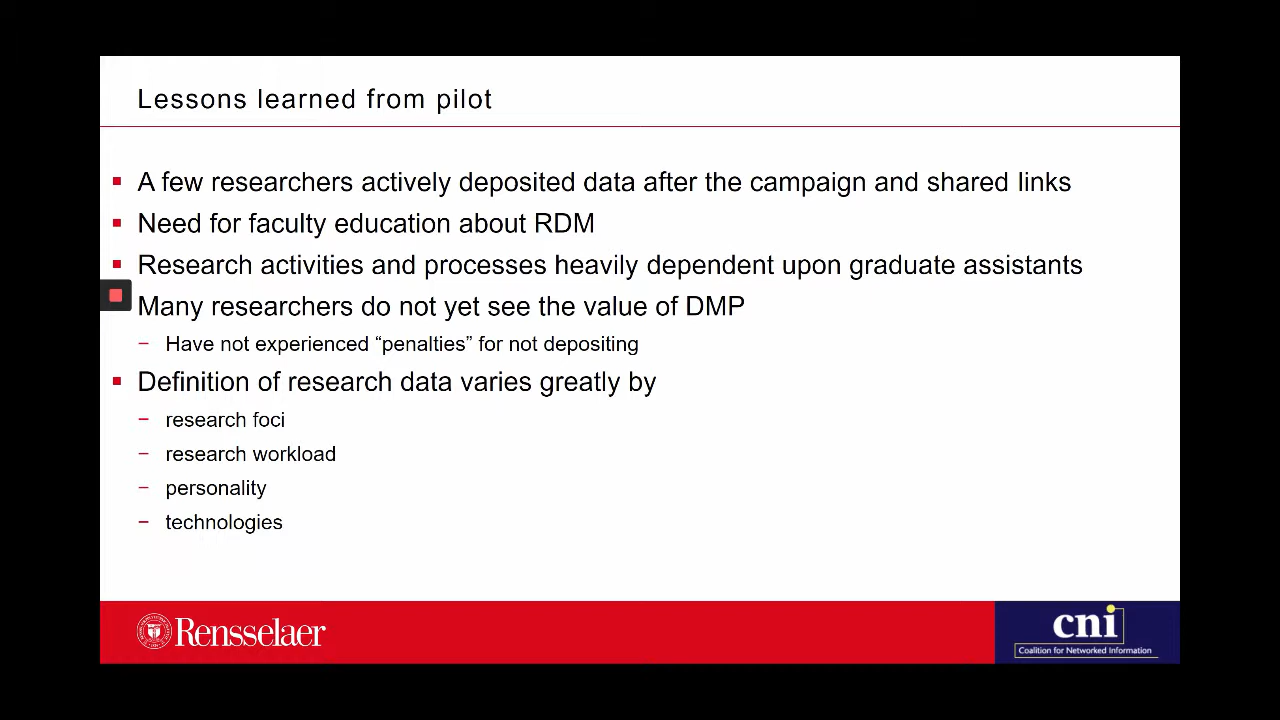 Lessons learned from pilot
A few researchers actively deposited data after the campaign and shared links
Need for faculty education about RDM
Research activities and processes heavily dependent upon graduate assistants
Many researchers do not yet see the value of DMP
– Have not experienced “penalties” for not depositing
Definition of research data varies greatly by
– research foci
– research workload
– personality
– technologies
Rensselaer
cni
Coalition for Networked Information